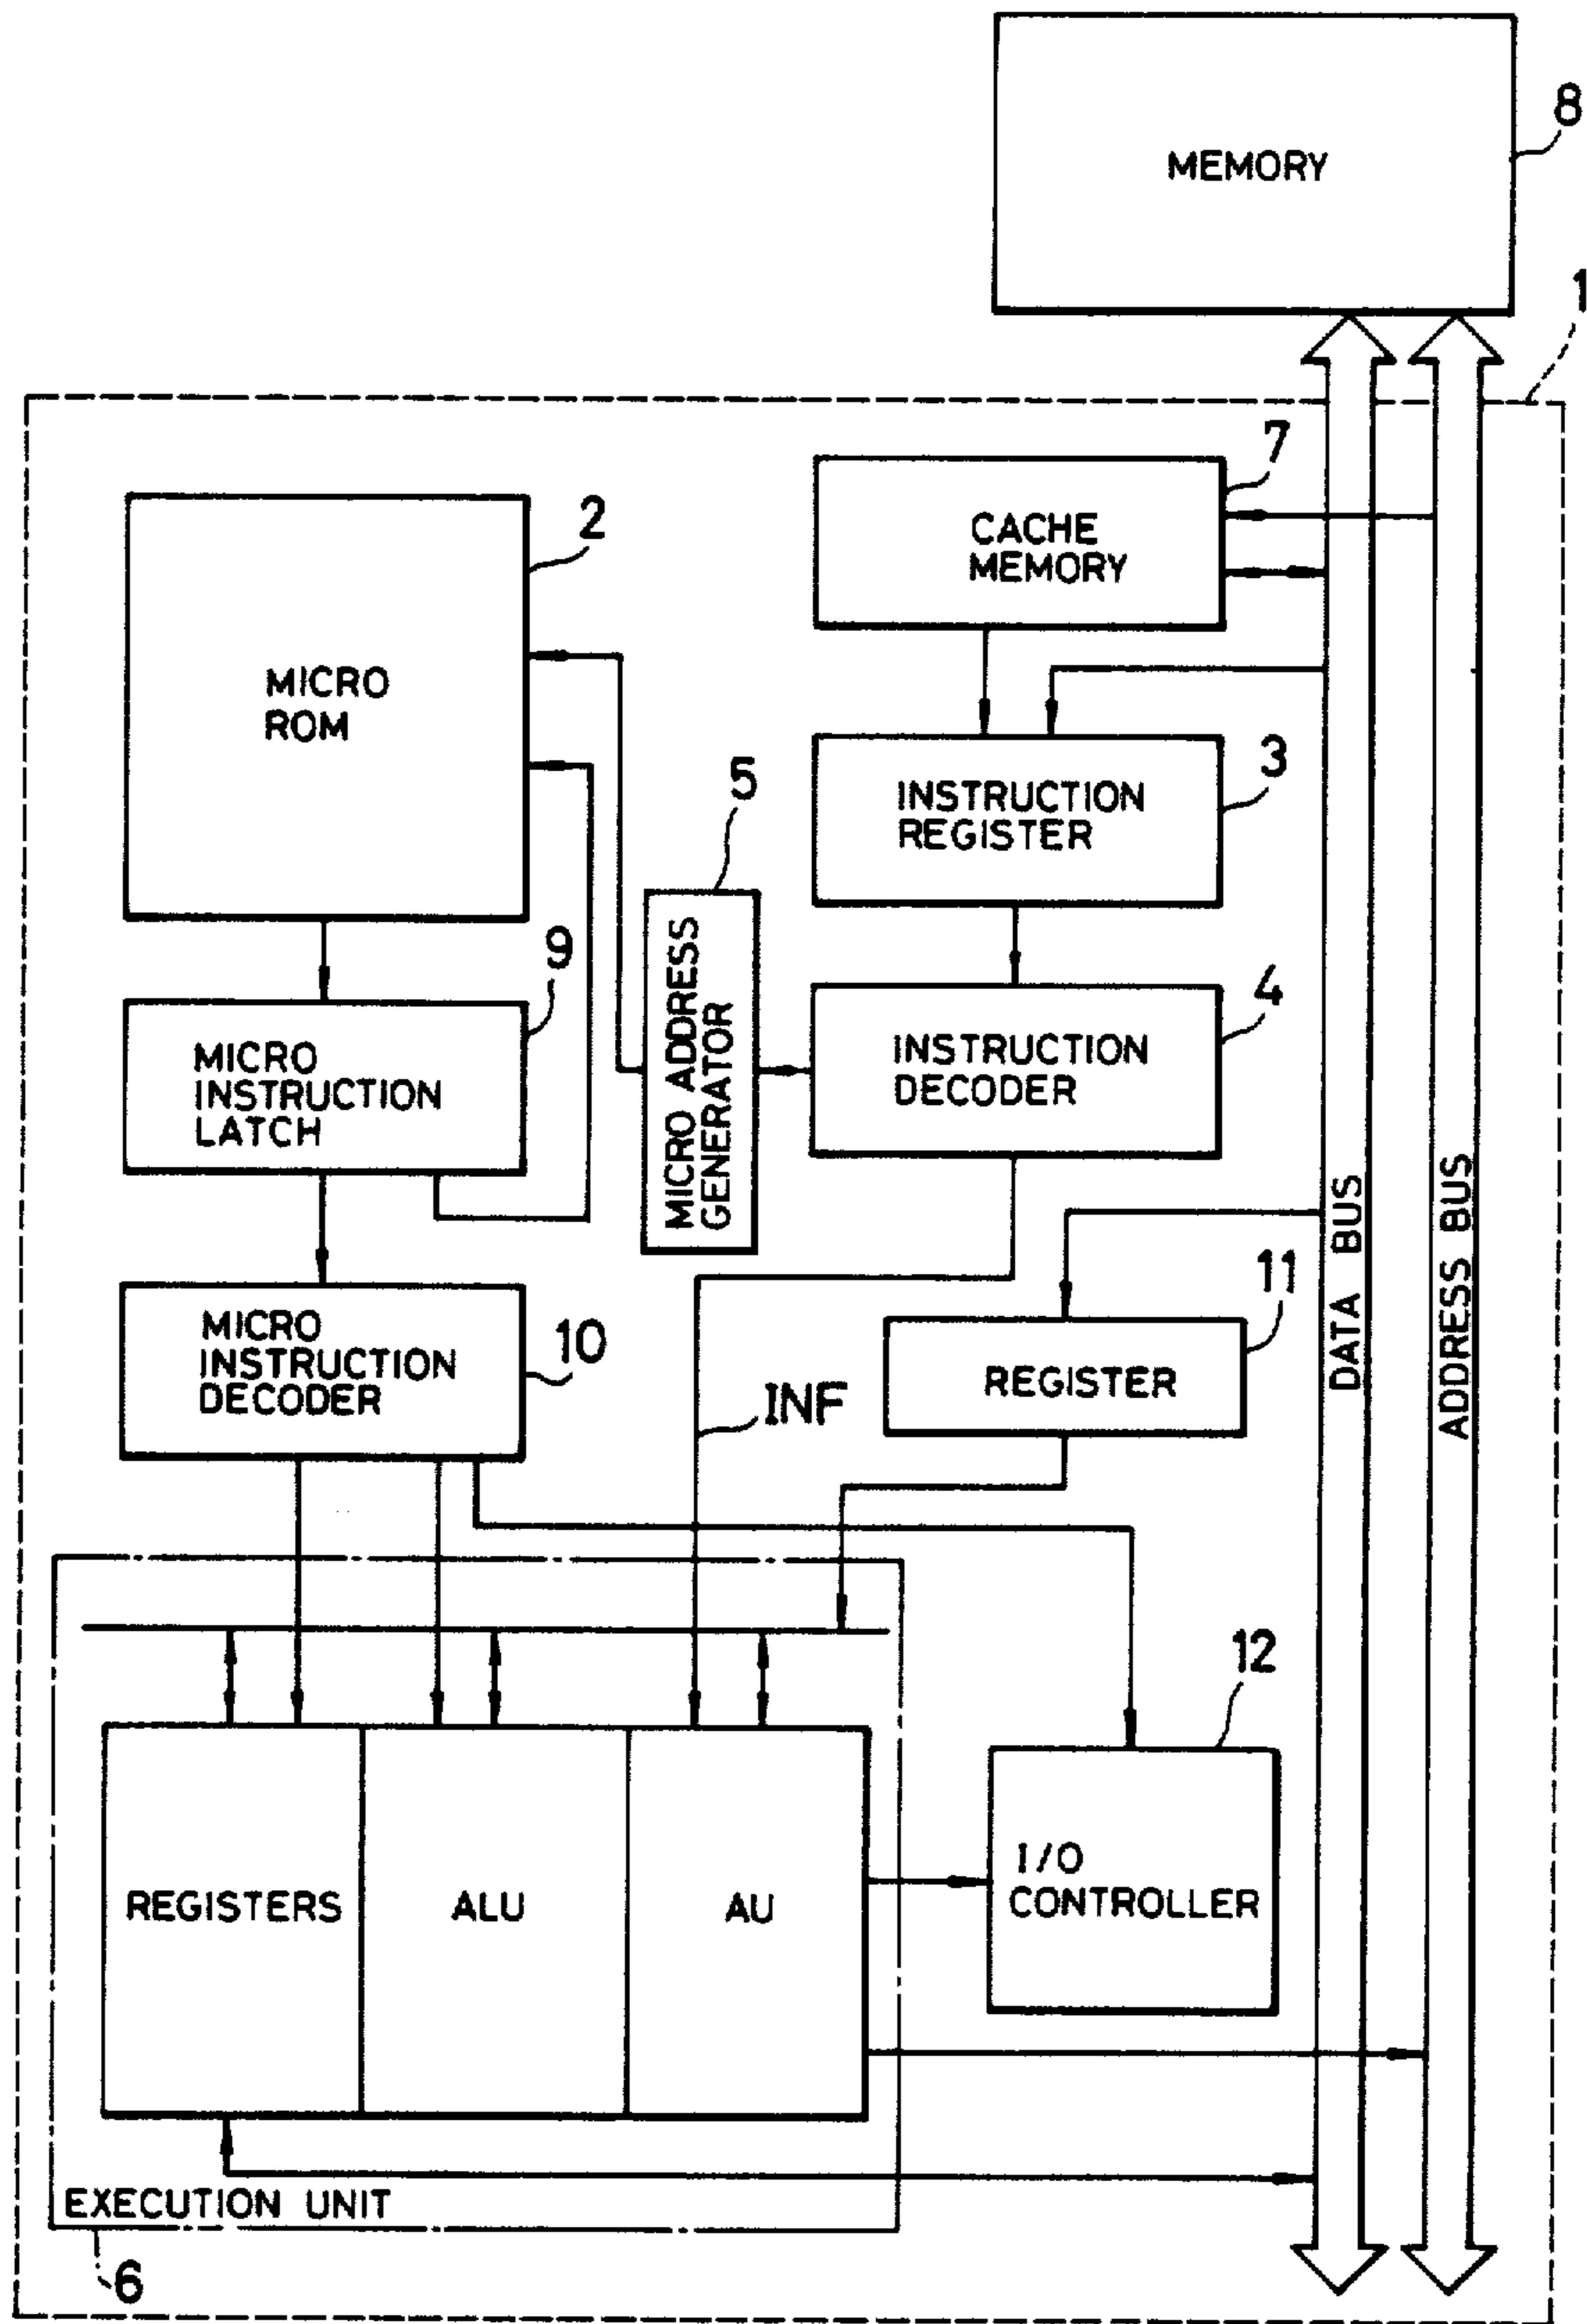 MEMORY
8
1
7
CACHE
MEMORY
2
MICRO
ROM
3
INSTRUCTION
REGISTER
5
MICRO ADDRESS
GENERATOR
9
MICRO
INSTRUCTION
LATCH
4
INSTRUCTION
DECODER
DATA BUS
ADDRESS BUS
10
MICRO
INSTRUCTION
DECODER
INF
11
REGISTER
12
REGISTERS
ALU
AU
I/O
CONTROLLER
EXECUTION UNIT
6